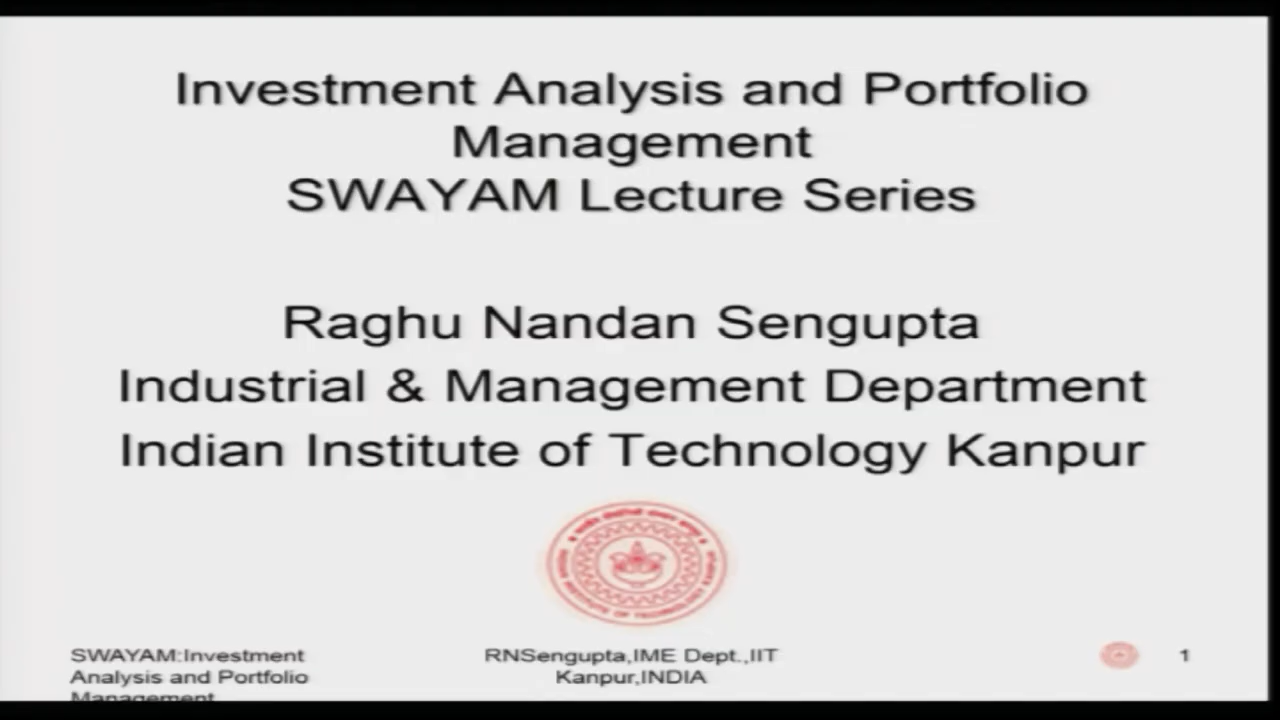 Investment Analysis and Portfolio
Management
SWAYAM Lecture Series
Raghu Nandan Sengupta
Industrial & Management Department
Indian Institute of Technology Kanpur
SWAYAM:Investment
Analysis and Portfolio
Management
RNSengupta,IME Dept.,IIT
Kanpur,INDIA
1